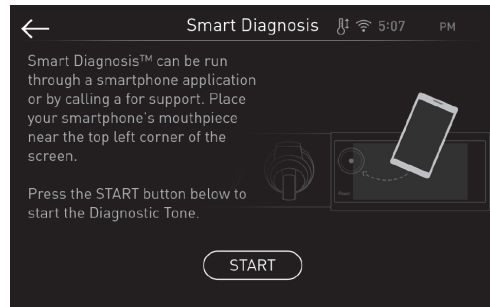 Smart Diagnosis 5:07 PM
Smart Diagnosis™ can be run
through a smartphone application
or by calling a for support. Place
your smartphone's mouthpiece
near the top left corner of the
screen.
Press the START button below to
start the Diagnostic Tone.
START